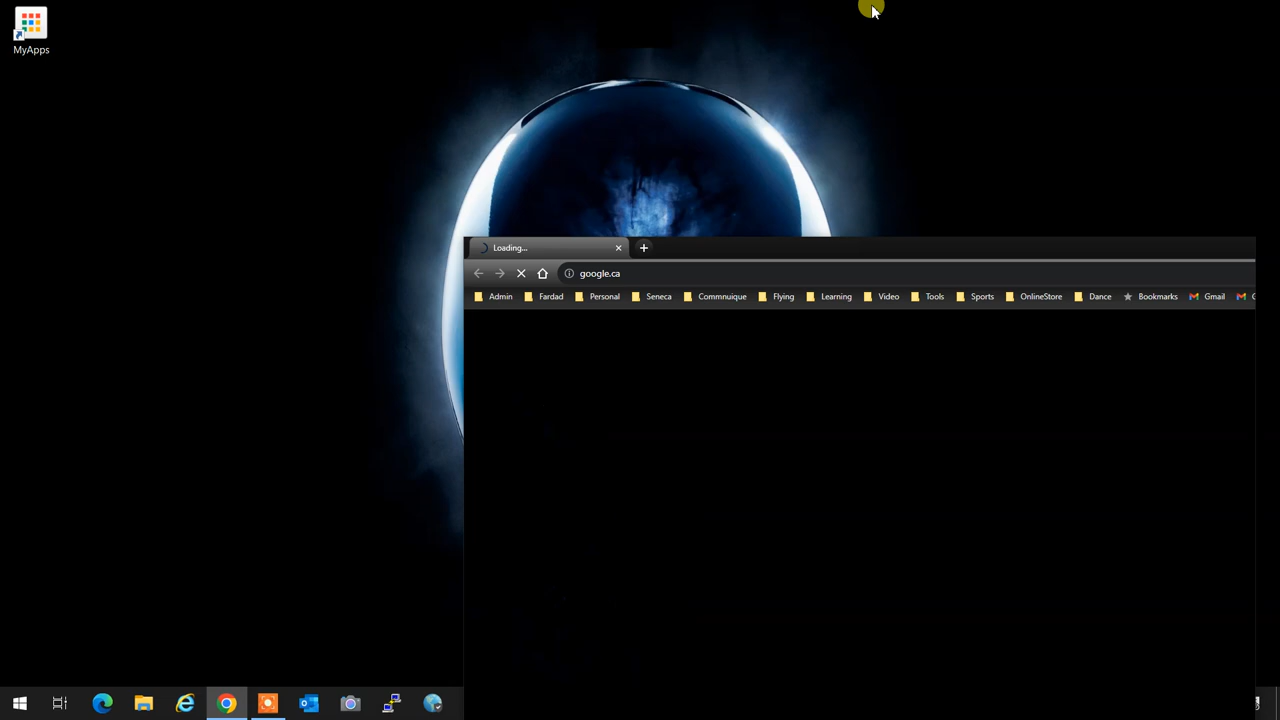 MyApps
Loading...
google.ca
Admin Fardad Personal Seneca Commnuique Flying Learning Video Tools Sports OnlineStore Dance Bookmarks Gmail